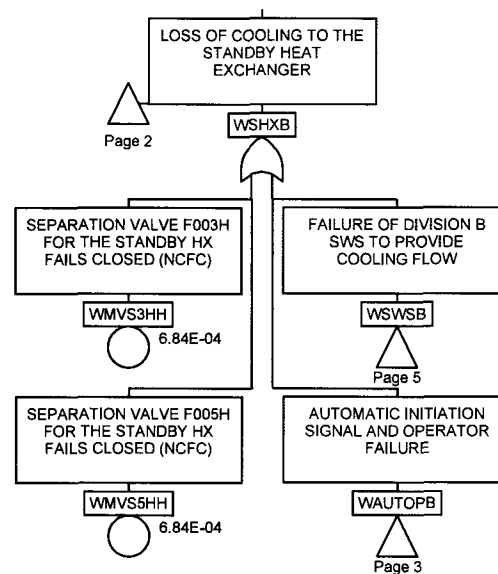 LOSS OF COOLING TO THE
STANDBY HEAT
EXCHANGER
Page 2
WSHXB
SEPARATION VALVE F003H
FOR THE STANDBY HX
FAILS CLOSED (NCFC)
WMVS3HH
6.84E-04
FAILURE OF DIVISION B
SWS TO PROVIDE
COOLING FLOW
WSWSB
Page 5
SEPARATION VALVE F005H
FOR THE STANDBY HX
FAILS CLOSED (NCFC)
WMVS5HH
6.84E-04
AUTOMATIC INITIATION
SIGNAL AND OPERATOR
FAILURE
WAUTOPB
Page 3